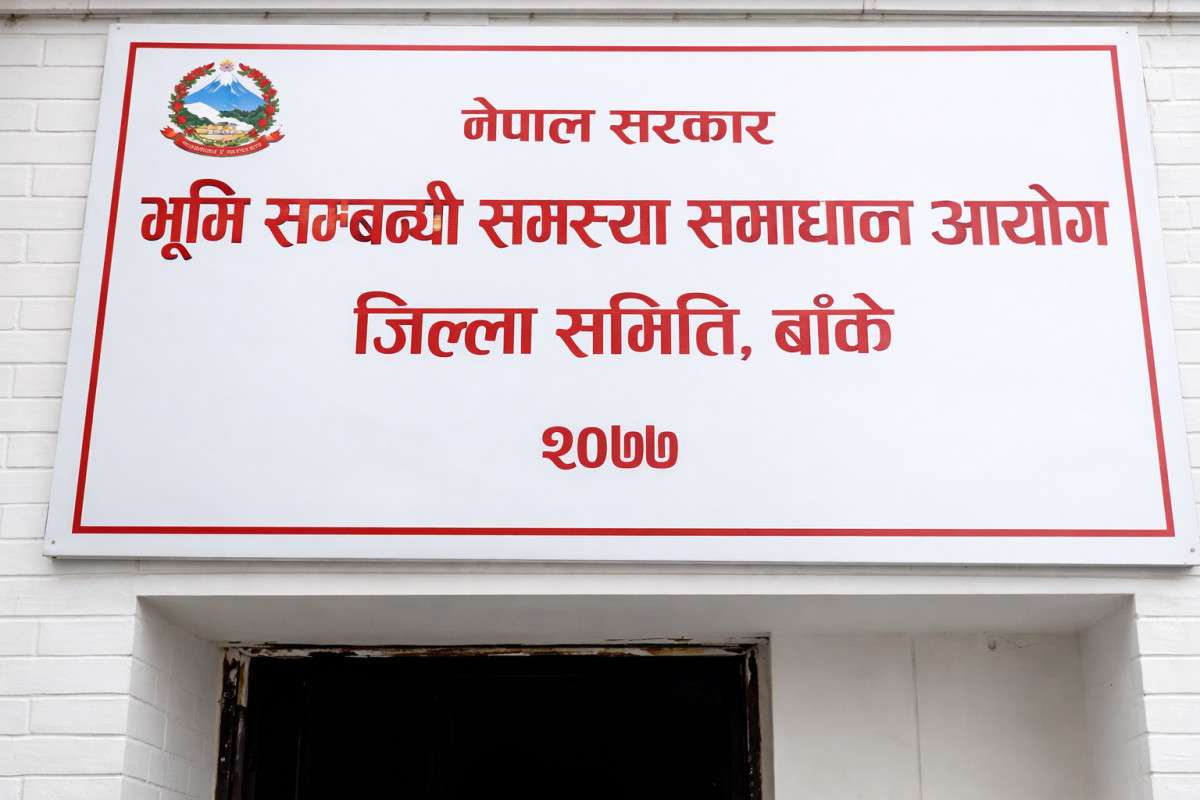 नेपाल सरकार
भूमि सम्बन्धी समस्या समाधान आयोग
जिल्ला समिति, बाँके
२०७७